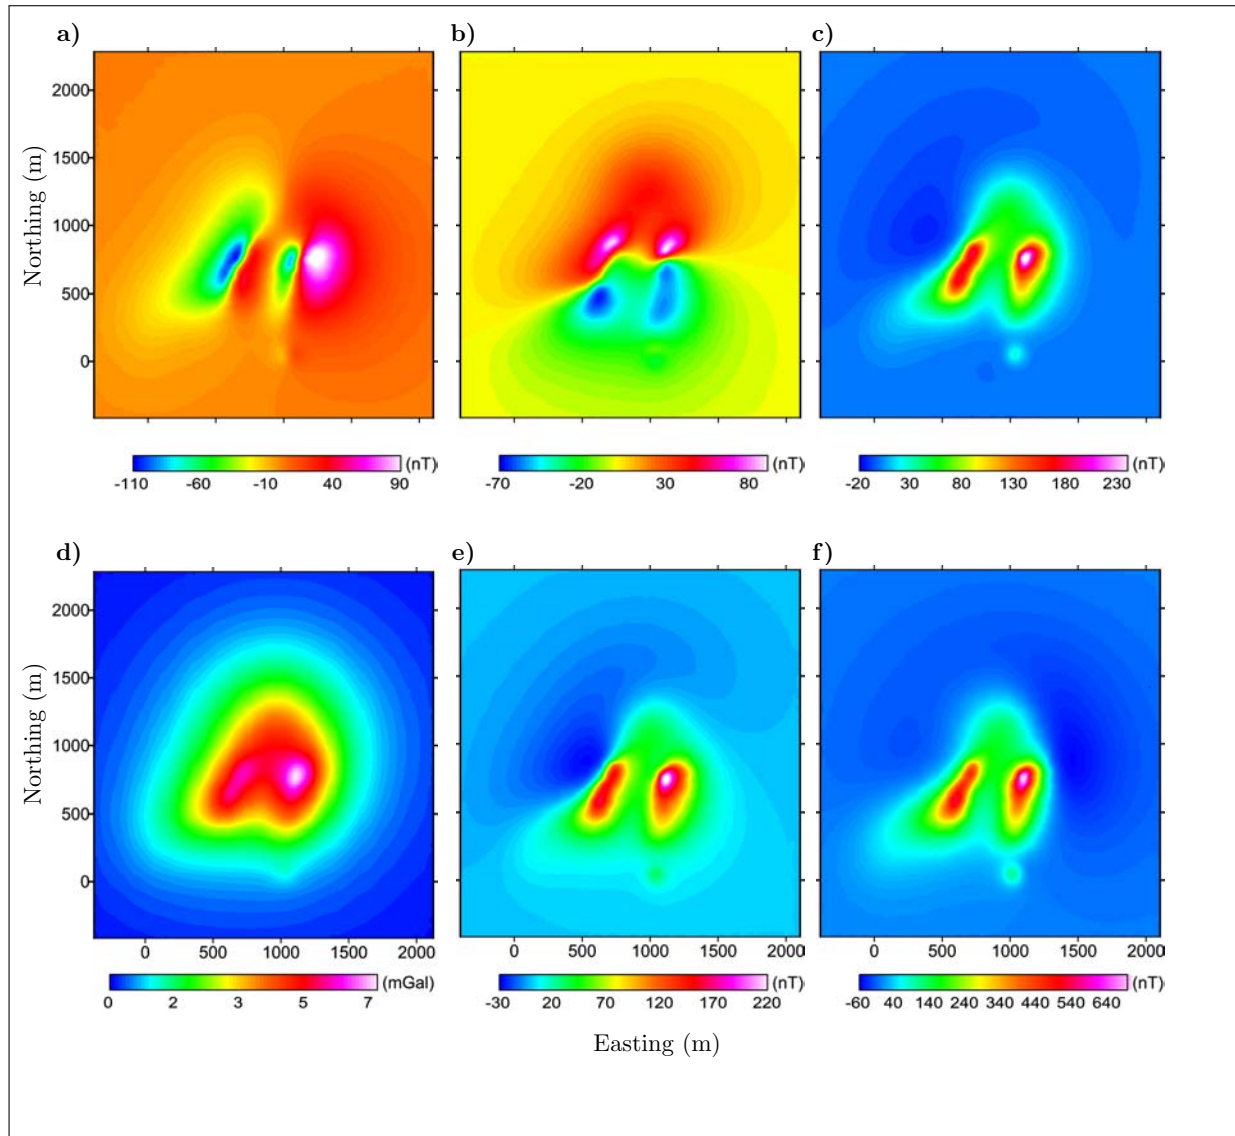 a) b) c)
2000
1500
1000
500
0
Northing (m)
(nT) (nT) (nT)
-110 -60 -10 40 90 -70 -20 30 80 -20 30 80 130 180 230
d) e) f)
2000
1500
1000
500
0
Northing (m)
0 500 1000 1500 2000 0 500 1000 1500 2000 0 500 1000 1500 2000
(mGal) (nT) (nT)
0 2 3 5 7 -30 20 70 120 170 220 -60 40 140 240 340 440 540 640
Easting (m)